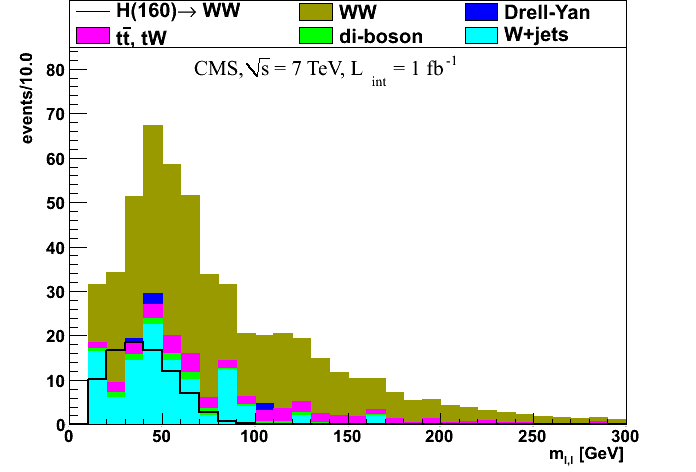 H(160)→ WW
WW
Drell-Yan
tt̅, tW
di-boson
W+jets
CMS, √s = 7 TeV, L int = 1 fb⁻¹
events/10.0
80
70
60
50
40
30
20
10
0
0 50 100 150 200 250 300
m l,l [GeV]